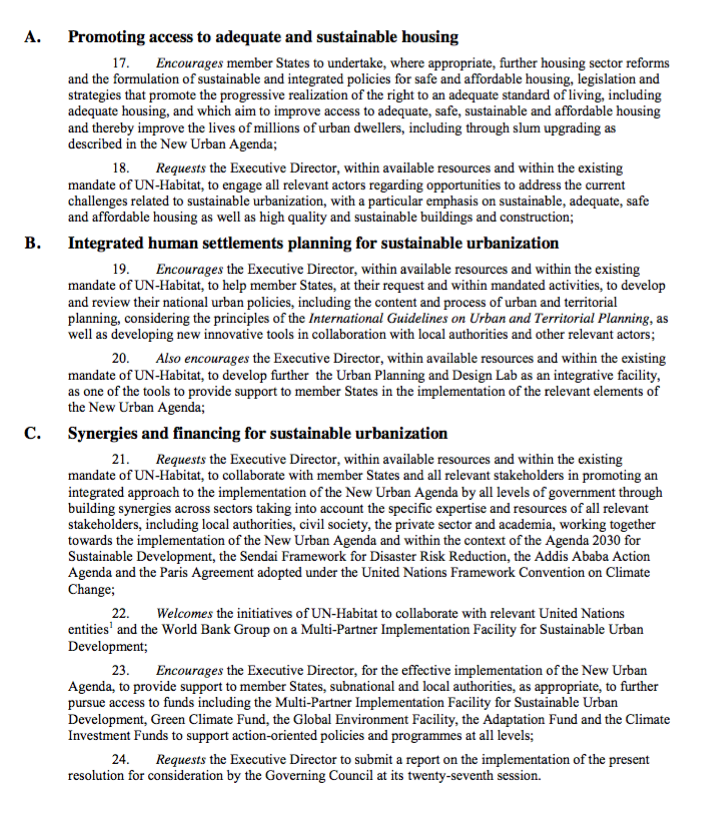 A. Promoting access to adequate and sustainable housing
17. Encourages member States to undertake, where appropriate, further housing sector reforms
and the formulation of sustainable and integrated policies for safe and affordable housing, legislation and
strategies that promote the progressive realization of the right to an adequate standard of living, including
adequate housing, and which aim to improve access to adequate, safe, sustainable and affordable housing
and thereby improve the lives of millions of urban dwellers, including through slum upgrading as
described in the New Urban Agenda;
18. Requests the Executive Director, within available resources and within the existing
mandate of UN-Habitat, to engage all relevant actors regarding opportunities to address the current
challenges related to sustainable urbanization, with a particular emphasis on sustainable, adequate, safe
and affordable housing as well as high quality and sustainable buildings and construction;
B. Integrated human settlements planning for sustainable urbanization
19. Encourages the Executive Director, within available resources and within the existing
mandate of UN-Habitat, to help member States, at their request and within mandated activities, to develop
and review their national urban policies, including the content and process of urban and territorial
planning, considering the principles of the International Guidelines on Urban and Territorial Planning, as
well as developing new innovative tools in collaboration with local authorities and other relevant actors;
20. Also encourages the Executive Director, within available resources and within the existing
mandate of UN-Habitat, to develop further the Urban Planning and Design Lab as an integrative facility,
as one of the tools to provide support to member States in the implementation of the relevant elements of
the New Urban Agenda;
C. Synergies and financing for sustainable urbanization
21. Requests the Executive Director, within available resources and within the existing
mandate of UN-Habitat, to collaborate with member States and all relevant stakeholders in promoting an
integrated approach to the implementation of the New Urban Agenda by all levels of government through
building synergies across sectors taking into account the specific expertise and resources of all relevant
stakeholders, including local authorities, civil society, the private sector and academia, working together
towards the implementation of the New Urban Agenda and within the context of the Agenda 2030 for
Sustainable Development, the Sendai Framework for Disaster Risk Reduction, the Addis Ababa Action
Agenda and the Paris Agreement adopted under the United Nations Framework Convention on Climate
Change;
22. Welcomes the initiatives of UN-Habitat to collaborate with relevant United Nations
entities¹ and the World Bank Group on a Multi-Partner Implementation Facility for Sustainable Urban
Development;
23. Encourages the Executive Director, for the effective implementation of the New Urban
Agenda, to provide support to member States, subnational and local authorities, as appropriate, to further
pursue access to funds including the Multi-Partner Implementation Facility for Sustainable Urban
Development, Green Climate Fund, the Global Environment Facility, the Adaptation Fund and the Climate
Investment Funds to support action-oriented policies and programmes at all levels;
24. Requests the Executive Director to submit a report on the implementation of the present
resolution for consideration by the Governing Council at its twenty-seventh session.